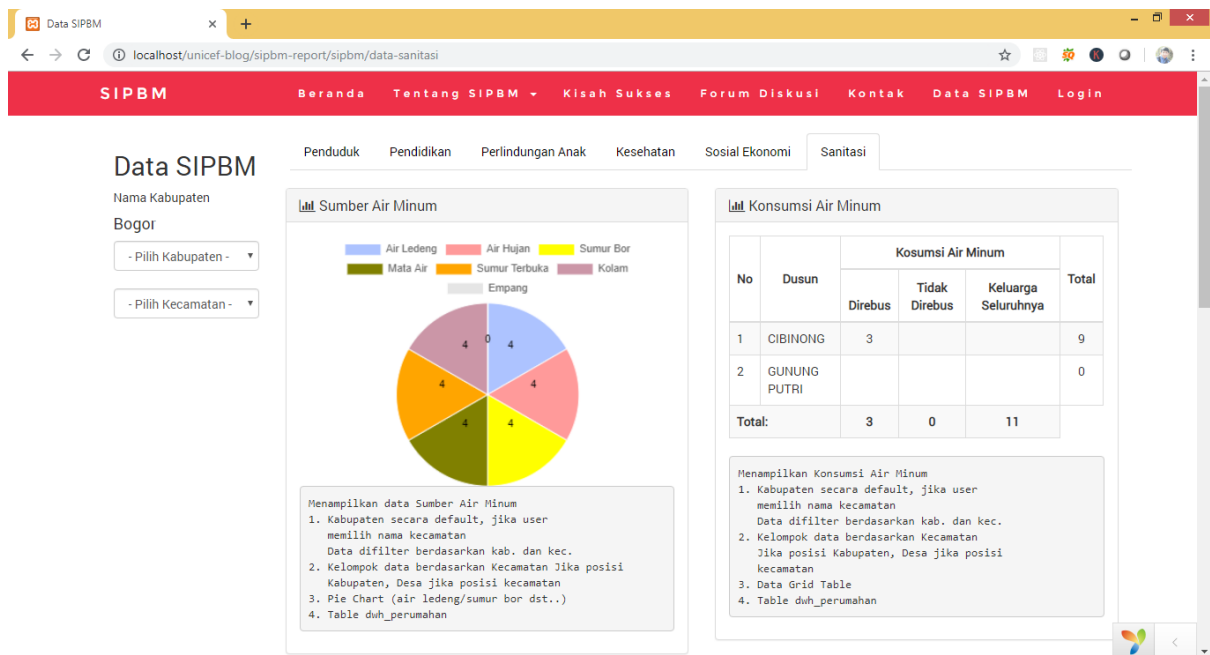 Data SIPBM
localhost/unicef-blog/sipbm-report/sipbm/data-sanitasi
SIPBM Beranda Tentang SIPBM Kisah Sukses Forum Diskusi Kontak Data SIPBM Login
Data SIPBM
Nama Kabupaten
Bogor
- Pilih Kabupaten -
- Pilih Kecamatan -
Penduduk Pendidikan Perlindungan Anak Kesehatan Sosial Ekonomi Sanitasi
Sumber Air Minum
Air Ledeng Air Hujan Sumur Bor
Mata Air Sumur Terbuka Kolam
Empang
4 0 4
4 4
4 4
Menampilkan data Sumber Air Minum
1. Kabupaten secara default, jika user
memilih nama kecamatan
Data difilter berdasarkan kab. dan kec.
2. Kelompok data berdasarkan Kecamatan Jika posisi
Kabupaten, Desa jika posisi kecamatan
3. Pie Chart (air ledeng/sumur bor dst..)
4. Table dwh_perumahan
Konsumsi Air Minum
No Dusun Kosumsi Air Minum Total
Direbus Tidak Direbus Keluarga Seluruhnya
1 CIBINONG 3 9
2 GUNUNG PUTRI 0
Total: 3 0 11
Menampilkan Konsumsi Air Minum
1. Kabupaten secara default, jika user
memilih nama kecamatan
Data difilter berdasarkan kab. dan kec.
2. Kelompok data berdasarkan Kecamatan
Jika posisi Kabupaten, Desa jika posisi
kecamatan
3. Data Grid Table
4. Table dwh_perumahan